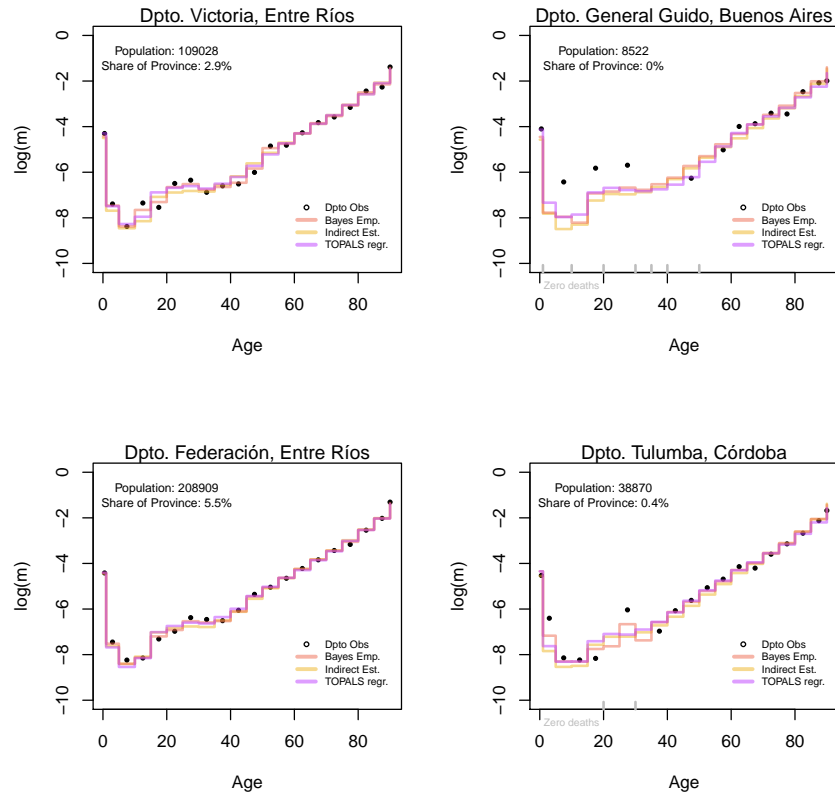 Dpto. Victoria, Entre Ríos
Population: 109028
Share of Province: 2.9%
log(m)
0
−2
−4
−6
−8
−10
Dpto Obs
Bayes Emp.
Indirect Est.
TOPALS regr.
0 20 40 60 80
Age
Dpto. General Guido, Buenos Aires
Population: 8522
Share of Province: 0%
log(m)
0
−2
−4
−6
−8
−10
Dpto Obs
Bayes Emp.
Indirect Est.
TOPALS regr.
Zero deaths
0 20 40 60 80
Age
Dpto. Federación, Entre Ríos
Population: 208909
Share of Province: 5.5%
log(m)
0
−2
−4
−6
−8
−10
Dpto Obs
Bayes Emp.
Indirect Est.
TOPALS regr.
0 20 40 60 80
Age
Dpto. Tulumba, Córdoba
Population: 38870
Share of Province: 0.4%
log(m)
0
−2
−4
−6
−8
−10
Dpto Obs
Bayes Emp.
Indirect Est.
TOPALS regr.
Zero deaths
0 20 40 60 80
Age